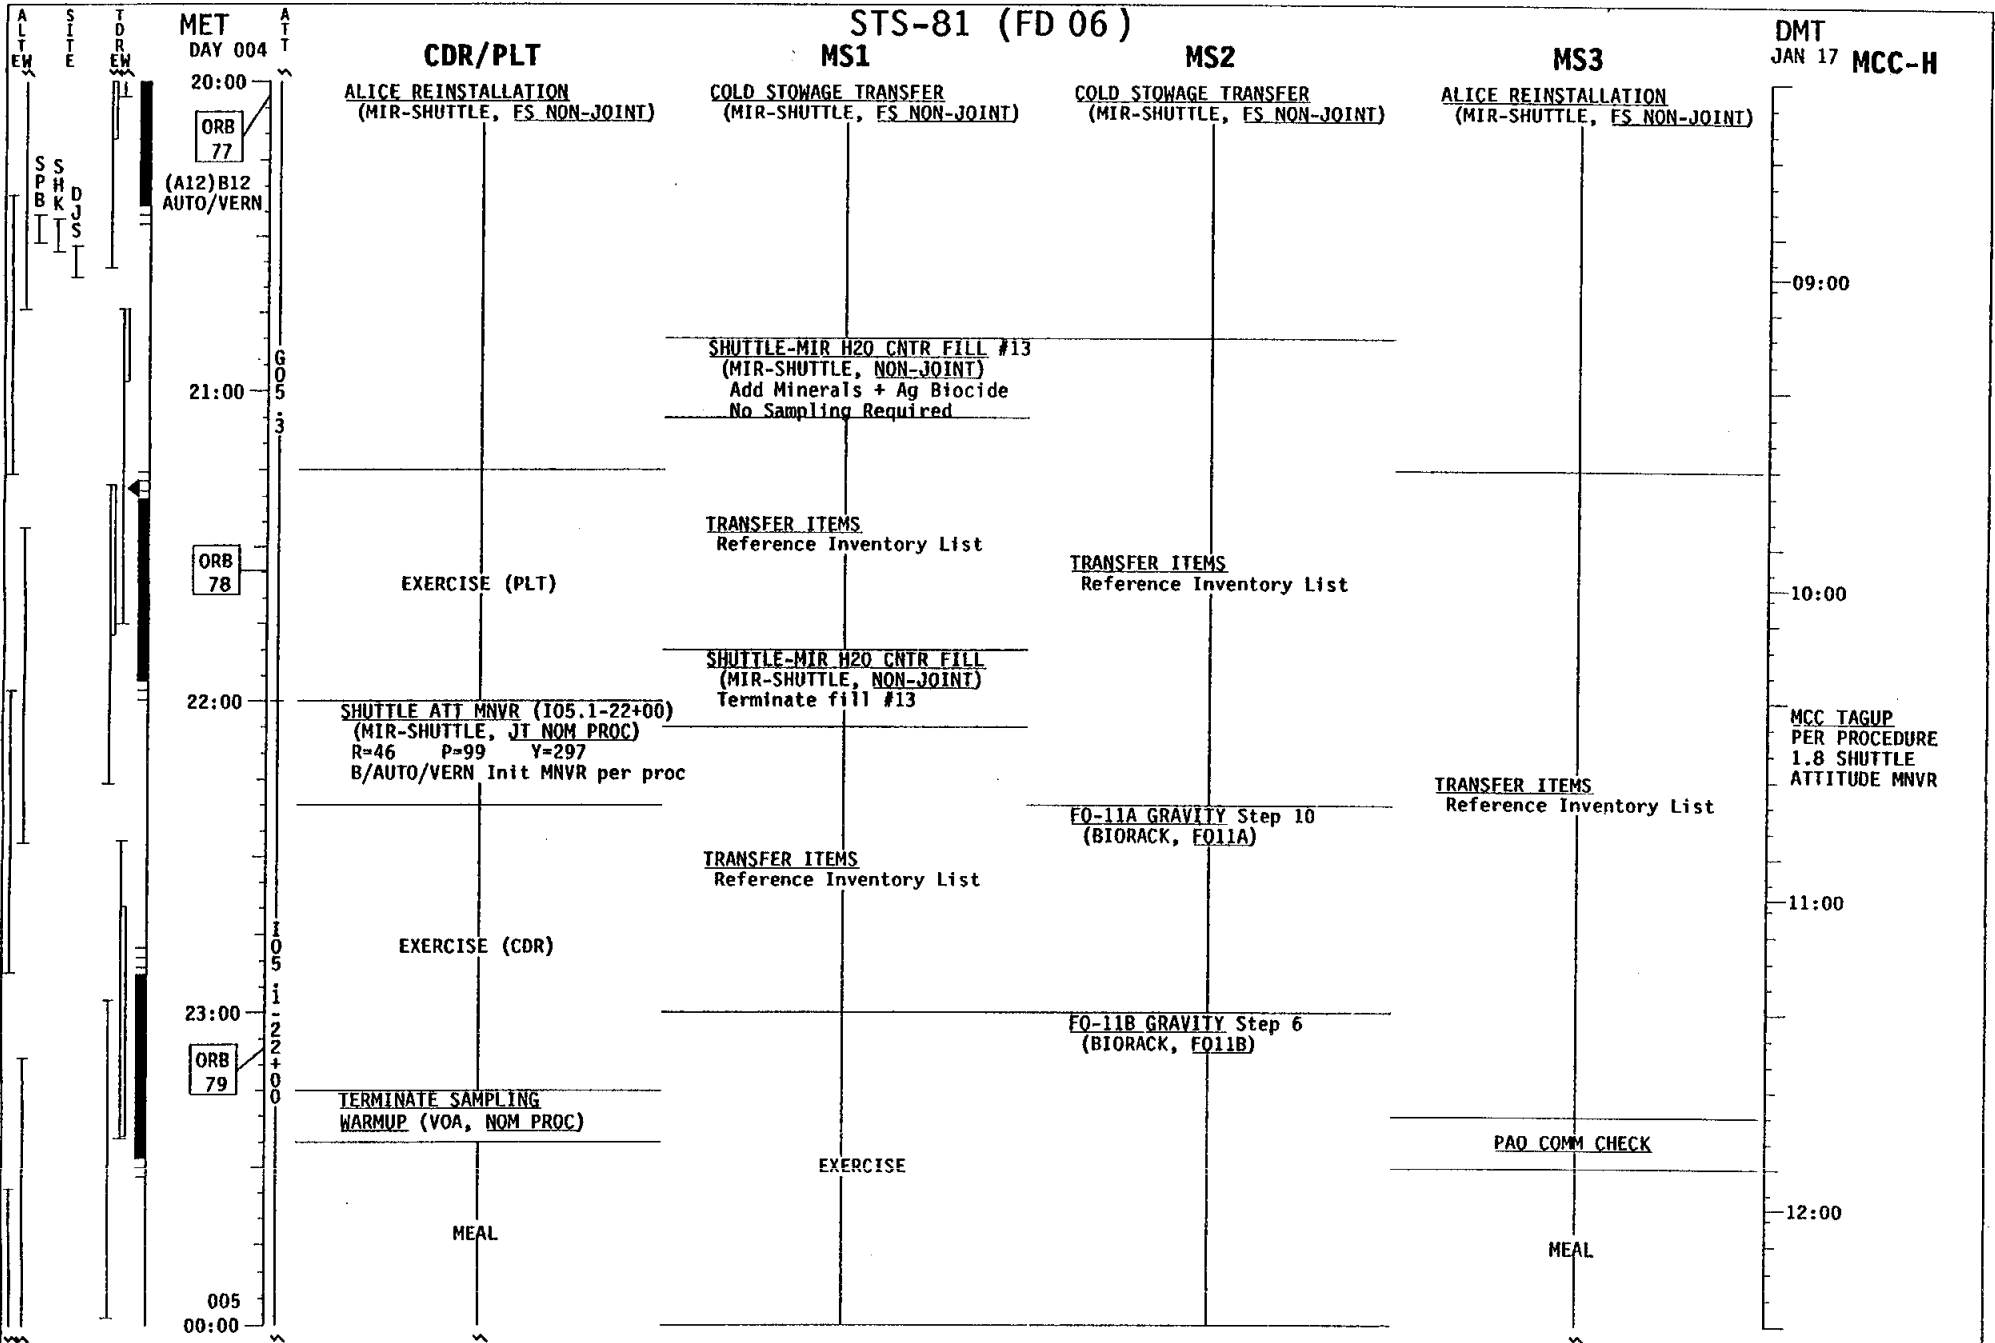 STS-81 (FD 06)
ALT
E W
SITE
TDR
E W
MET
DAY 004
ATT
CDR/PLT
MS1
MS2
MS3
DMT
JAN 17
MCC-H
20:00
ORB
77
SPB
SHK
DJS
(A12)B12
AUTO/VERN
G05.3
21:00
ORB
78
22:00
I05.1-22+00
23:00
ORB
79
005
00:00
ALICE REINSTALLATION
(MIR-SHUTTLE, FS NON-JOINT)
EXERCISE (PLT)
SHUTTLE ATT MNVR (I05.1-22+00)
(MIR-SHUTTLE, JT NOM PROC)
R=46 P=99 Y=297
B/AUTO/VERN Init MNVR per proc
EXERCISE (CDR)
TERMINATE SAMPLING
WARMUP (VOA, NOM PROC)
MEAL
COLD STOWAGE TRANSFER
(MIR-SHUTTLE, FS NON-JOINT)
SHUTTLE-MIR H2O CNTR FILL #13
(MIR-SHUTTLE, NON-JOINT)
Add Minerals + Ag Biocide
No Sampling Required
TRANSFER ITEMS
Reference Inventory List
SHUTTLE-MIR H2O CNTR FILL
(MIR-SHUTTLE, NON-JOINT)
Terminate fill #13
TRANSFER ITEMS
Reference Inventory List
EXERCISE
COLD STOWAGE TRANSFER
(MIR-SHUTTLE, FS NON-JOINT)
TRANSFER ITEMS
Reference Inventory List
FO-11A GRAVITY Step 10
(BIORACK, FO11A)
FO-11B GRAVITY Step 6
(BIORACK, FO11B)
ALICE REINSTALLATION
(MIR-SHUTTLE, FS NON-JOINT)
TRANSFER ITEMS
Reference Inventory List
PAO COMM CHECK
MEAL
09:00
10:00
MCC TAGUP
PER PROCEDURE
1.8 SHUTTLE
ATTITUDE MNVR
11:00
12:00